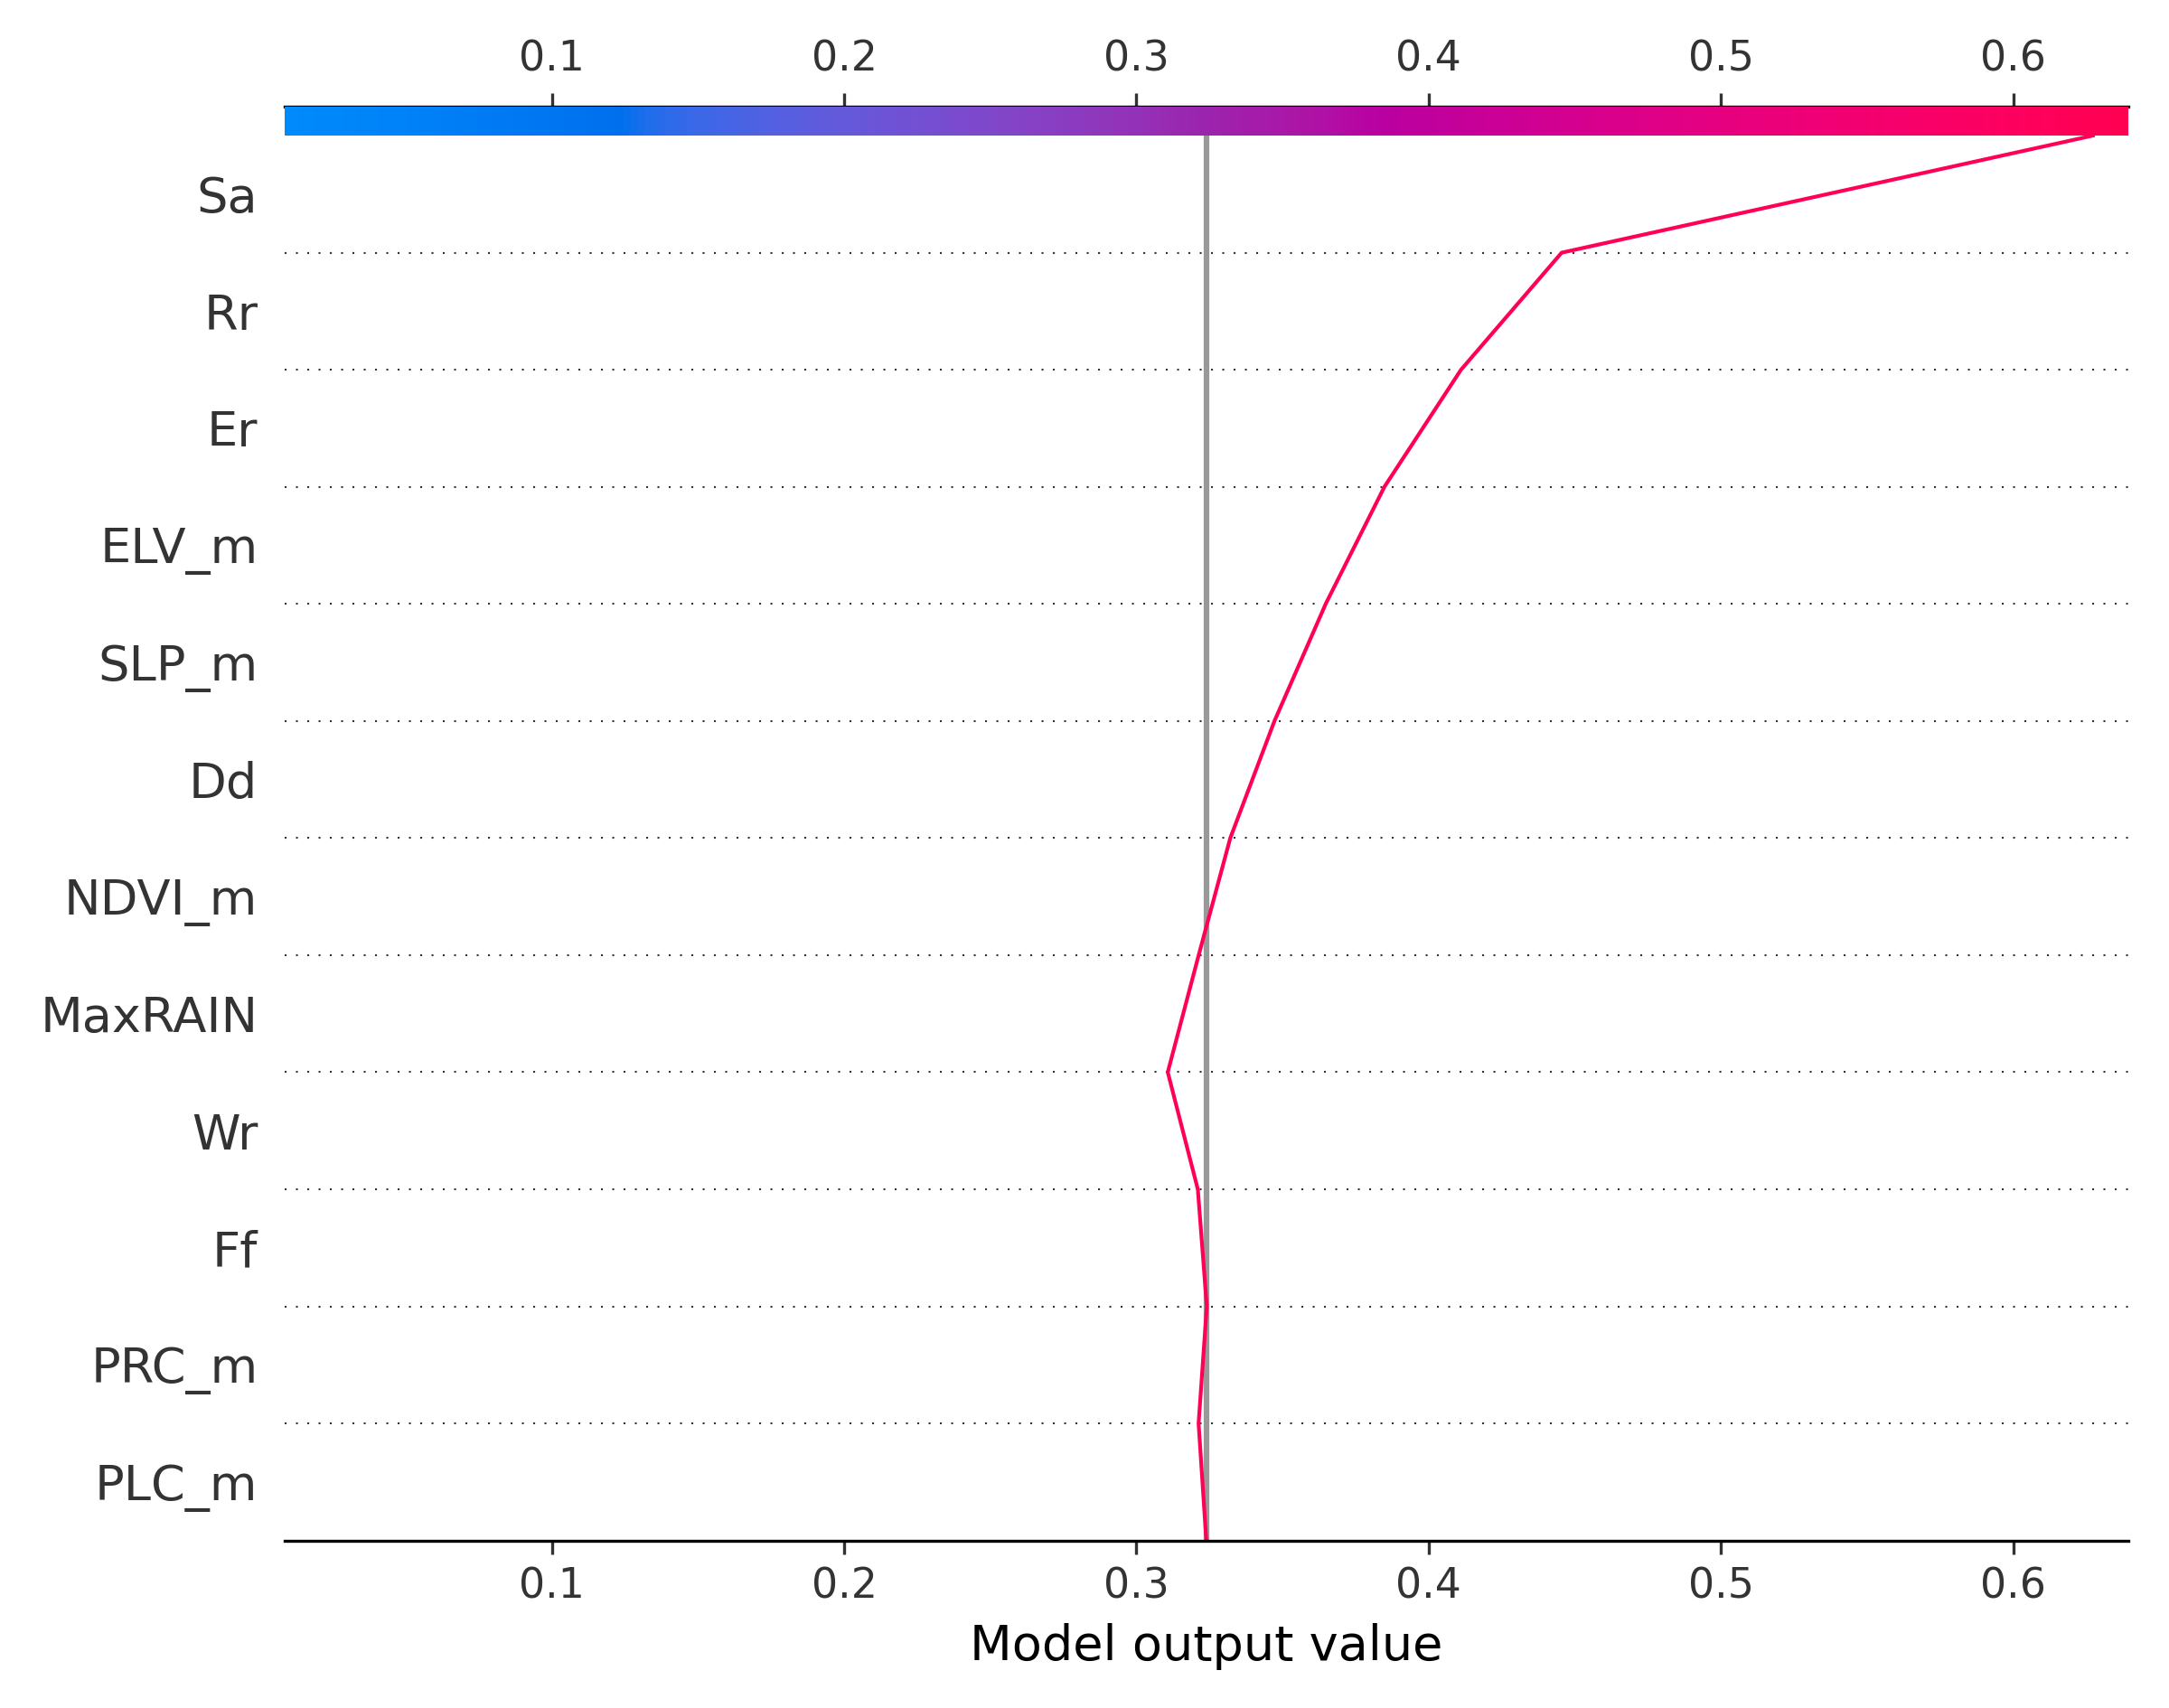 0.1 0.2 0.3 0.4 0.5 0.6
Sa
Rr
Er
ELV_m
SLP_m
Dd
NDVI_m
MaxRAIN
Wr
Ff
PRC_m
PLC_m
0.1 0.2 0.3 0.4 0.5 0.6
Model output value